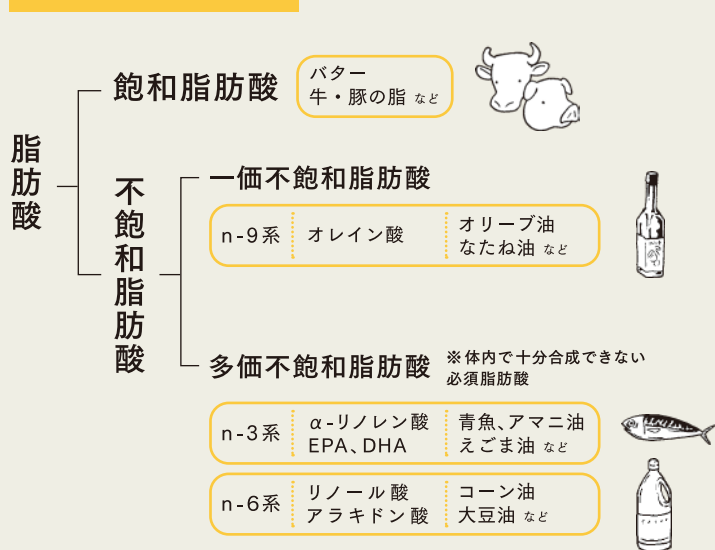 脂肪酸
飽和脂肪酸
バター
牛・豚の脂 など
不飽和脂肪酸
一価不飽和脂肪酸
n-9系 オレイン酸 オリーブ油
なたね油 など
多価不飽和脂肪酸
※体内で十分合成できない
必須脂肪酸
n-3系
α-リノレン酸
EPA、DHA
青魚、アマニ油
えごま油 など
n-6系
リノール酸
アラキドン酸
コーン油
大豆油 など